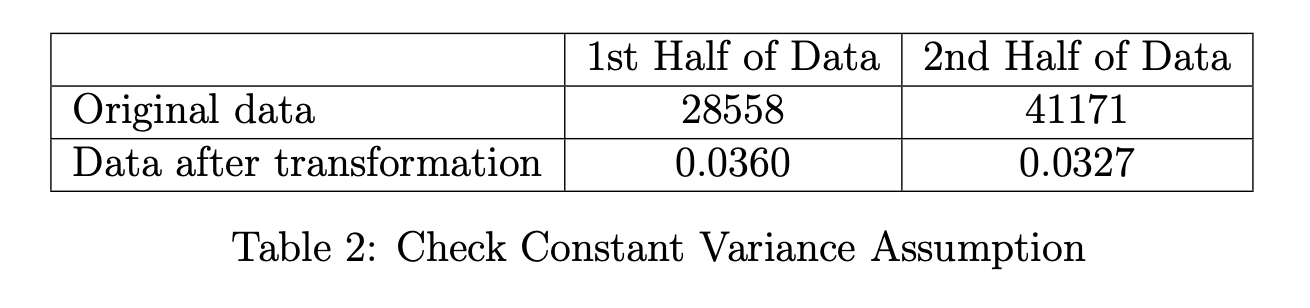 1st Half of Data 2nd Half of Data
Original data 28558 41171
Data after transformation 0.0360 0.0327
Table 2: Check Constant Variance Assumption